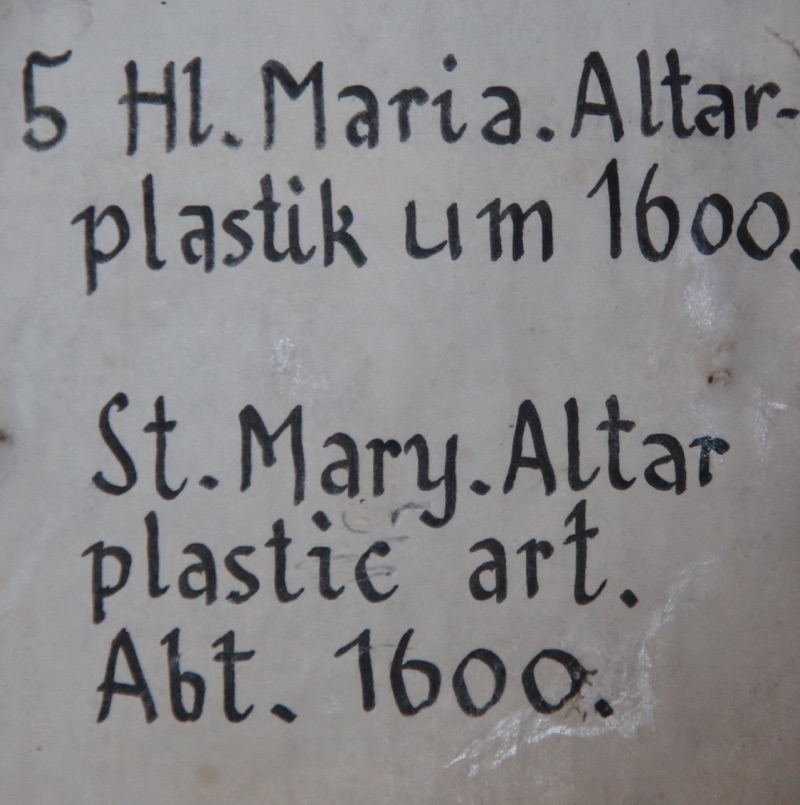 5 Hl. Maria. Altar-
plastik um 1600.
St. Mary. Altar
plastic art.
Abt. 1600.